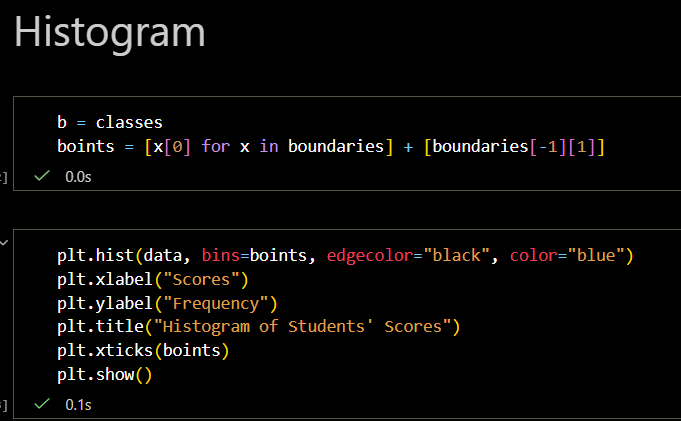 Histogram
b = classes
boints = [x[0] for x in boundaries] + [boundaries[-1][1]]
0.0s
plt.hist(data, bins=boints, edgecolor="black", color="blue")
plt.xlabel("Scores")
plt.ylabel("Frequency")
plt.title("Histogram of Students' Scores")
plt.xticks(boints)
plt.show()
0.1s